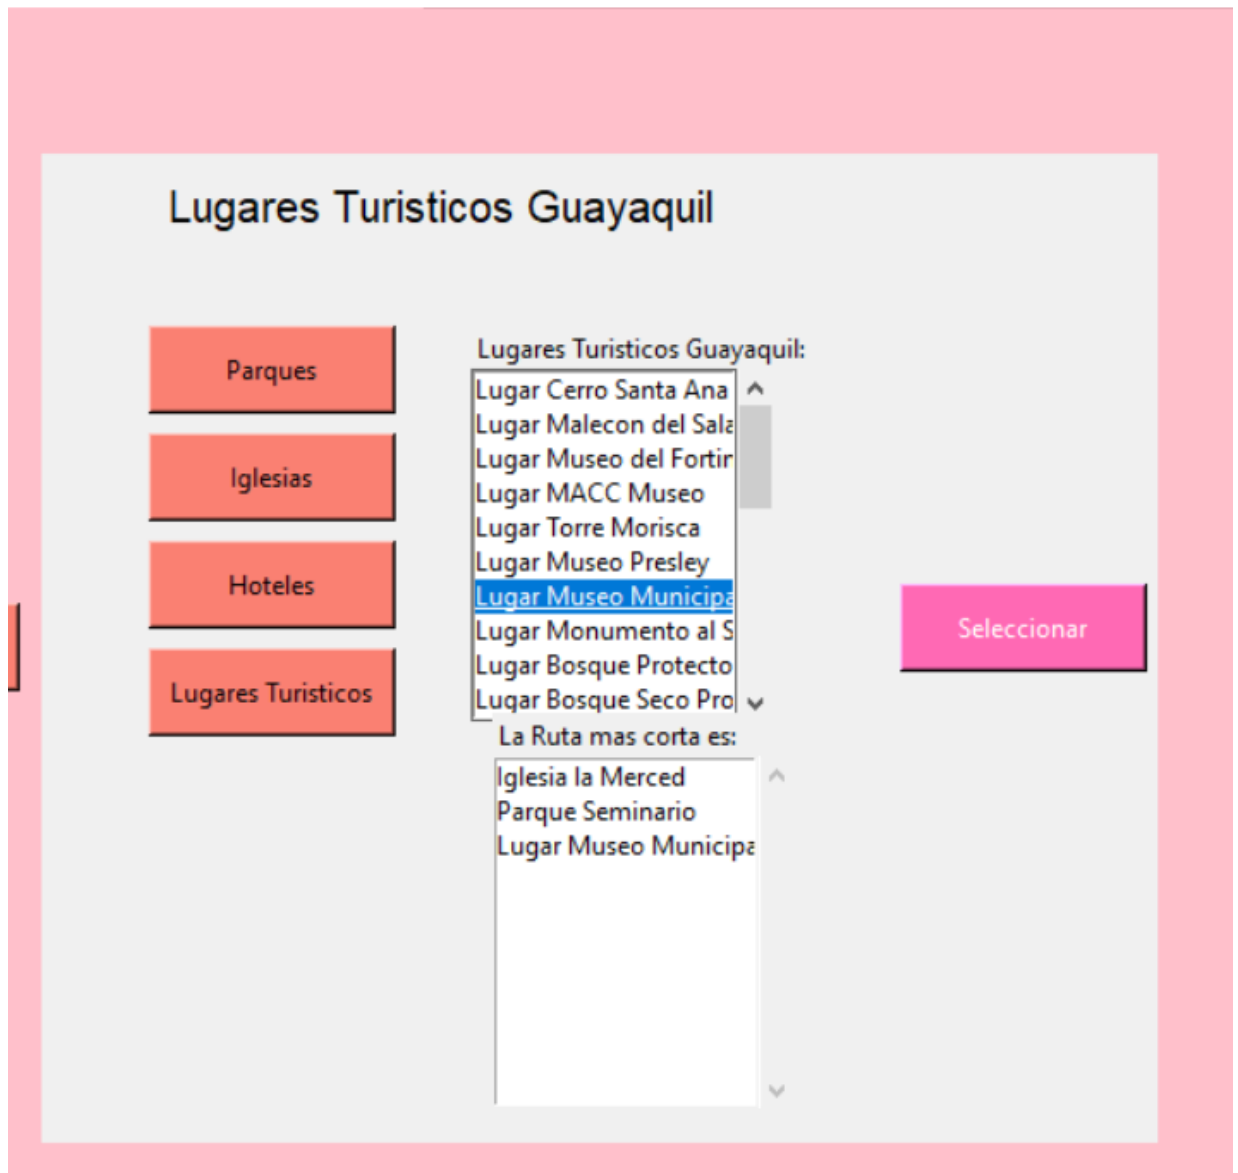 Lugares Turisticos Guayaquil
Parques
Iglesias
Hoteles
Lugares Turisticos
Lugares Turisticos Guayaquil:
Lugar Cerro Santa Ana
Lugar Malecon del Sala
Lugar Museo del Fortin
Lugar MACC Museo
Lugar Torre Morisca
Lugar Museo Presley
Lugar Museo Municipa
Lugar Monumento al S
Lugar Bosque Protecto
Lugar Bosque Seco Pro
La Ruta mas corta es:
Iglesia la Merced
Parque Seminario
Lugar Museo Municipa
Seleccionar